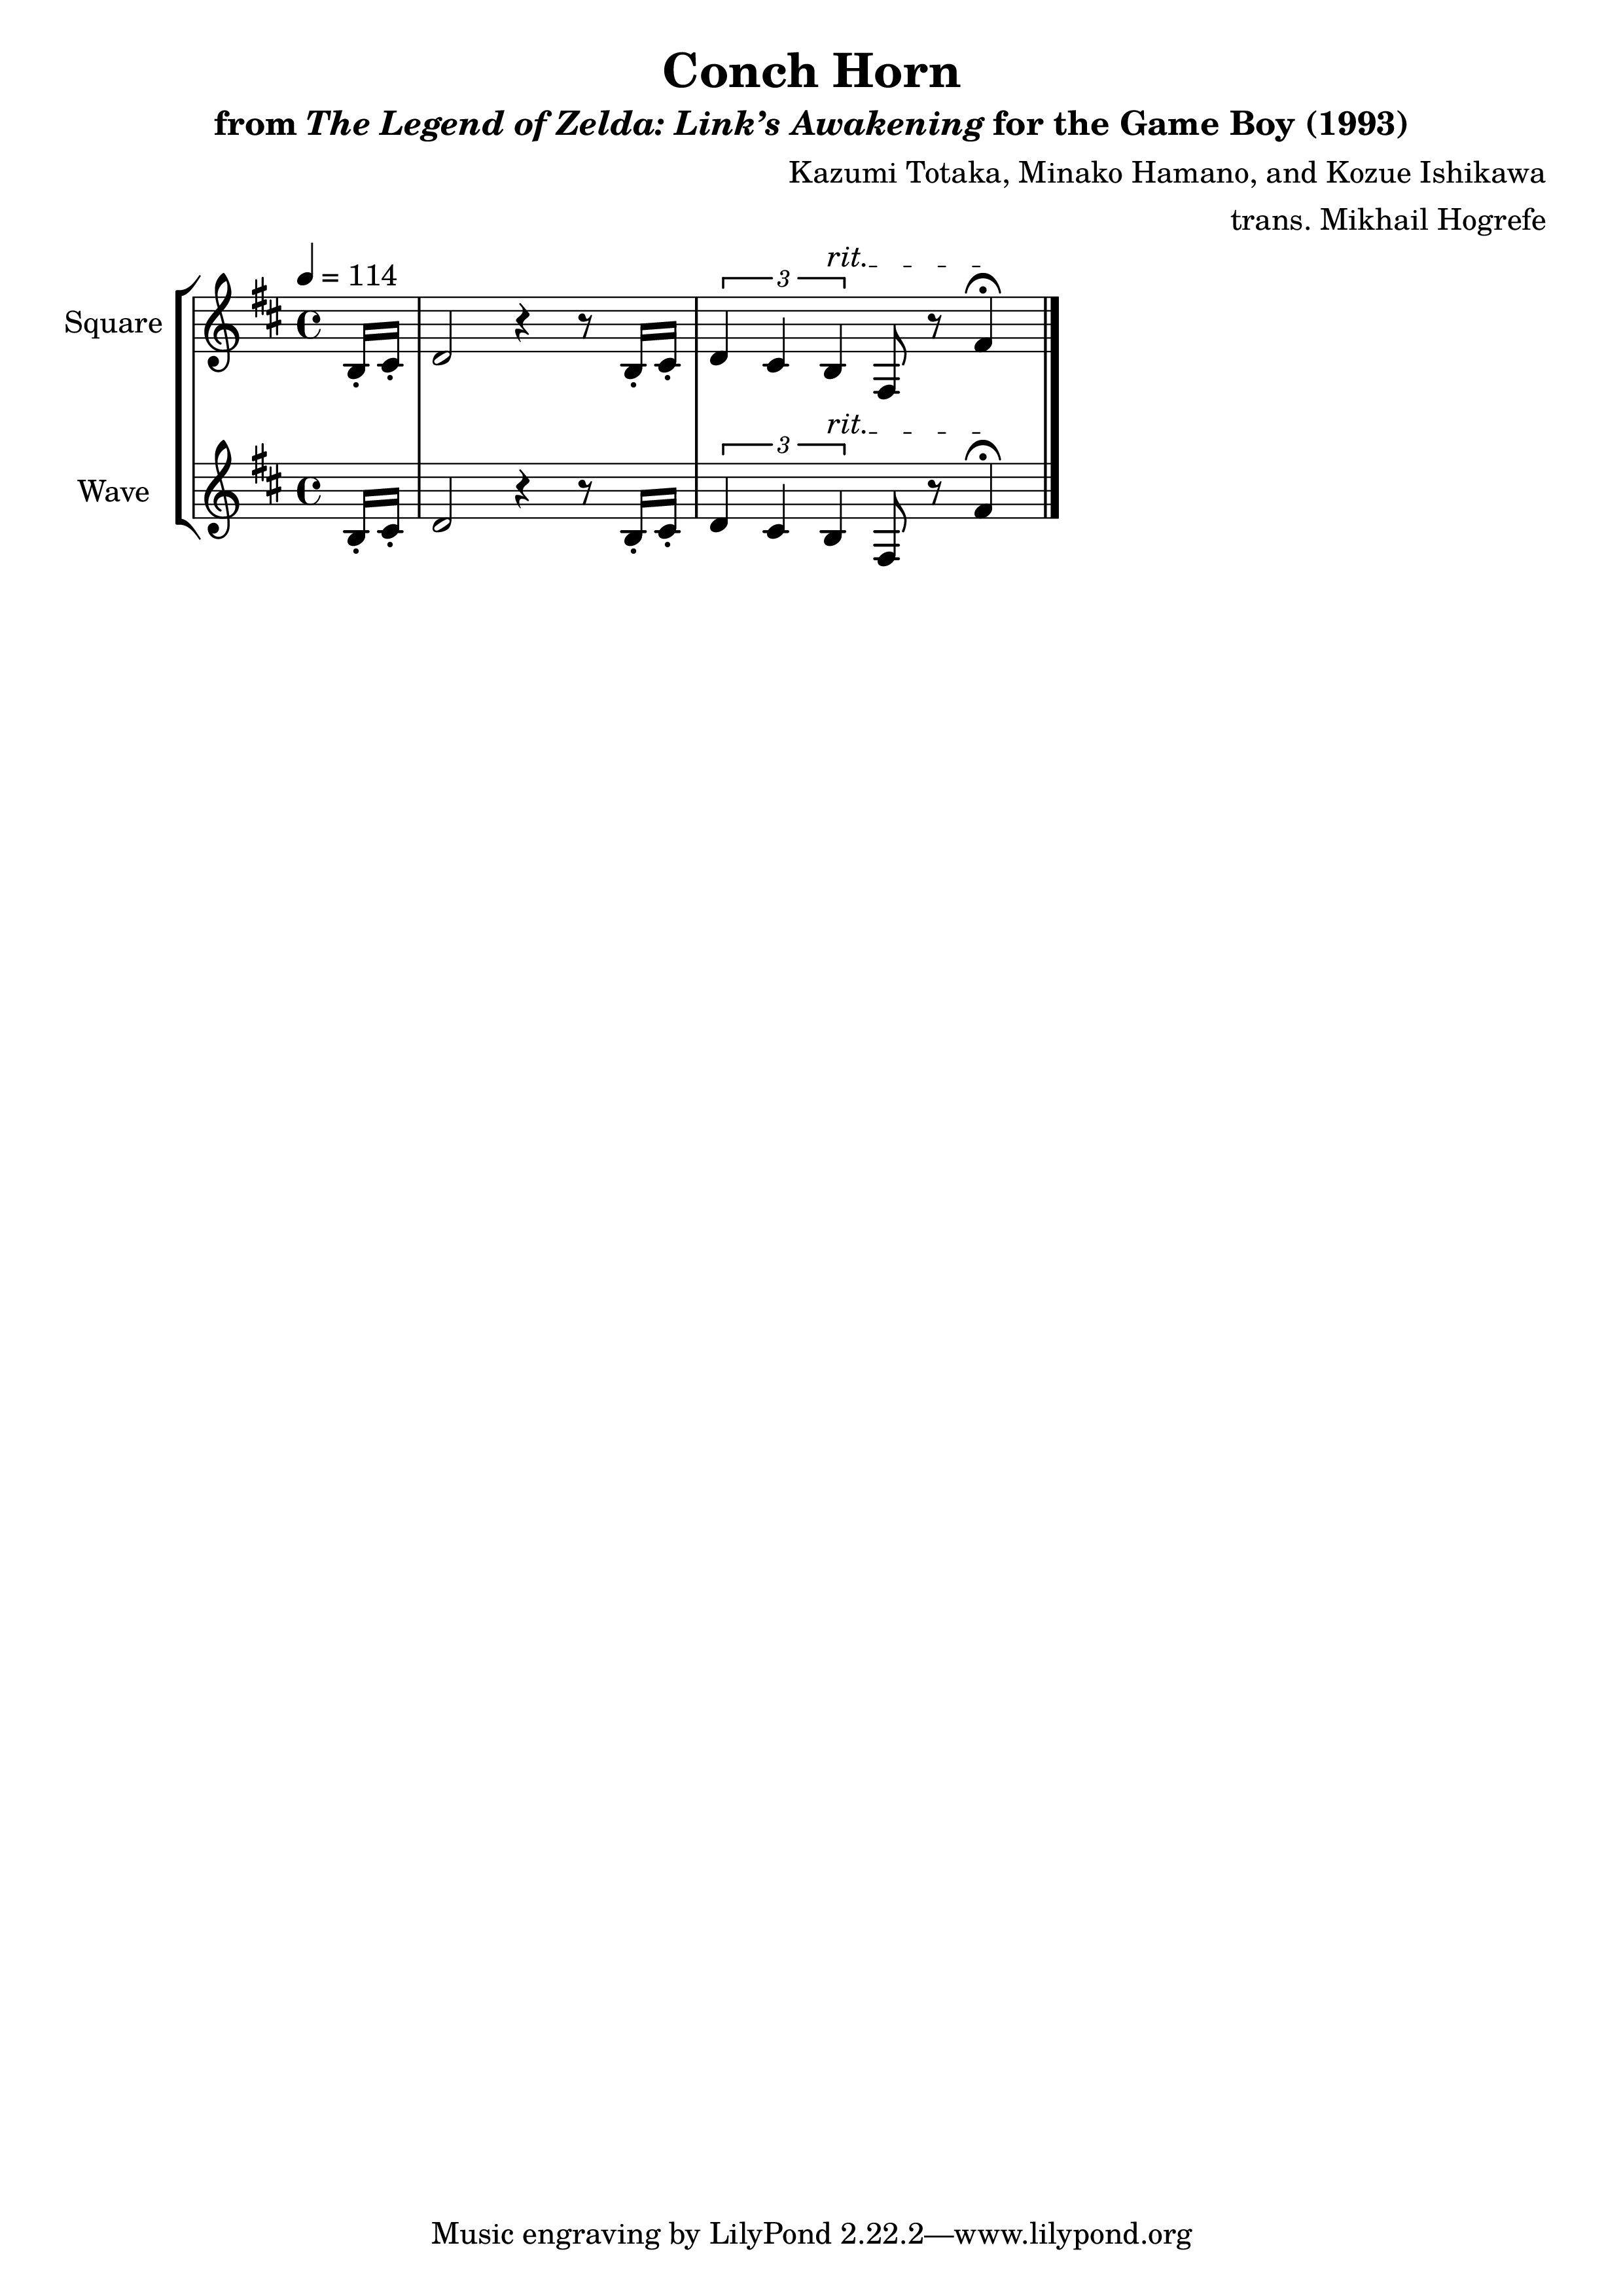 Conch Horn
from The Legend of Zelda: Link’s Awakening for the Game Boy (1993)
Kazumi Totaka, Minako Hamano, and Kozue Ishikawa
trans. Mikhail Hogrefe
= 114
rit.
3
Square
rit.
3
Wave
Music engraving by LilyPond 2.22.2—www.lilypond.org